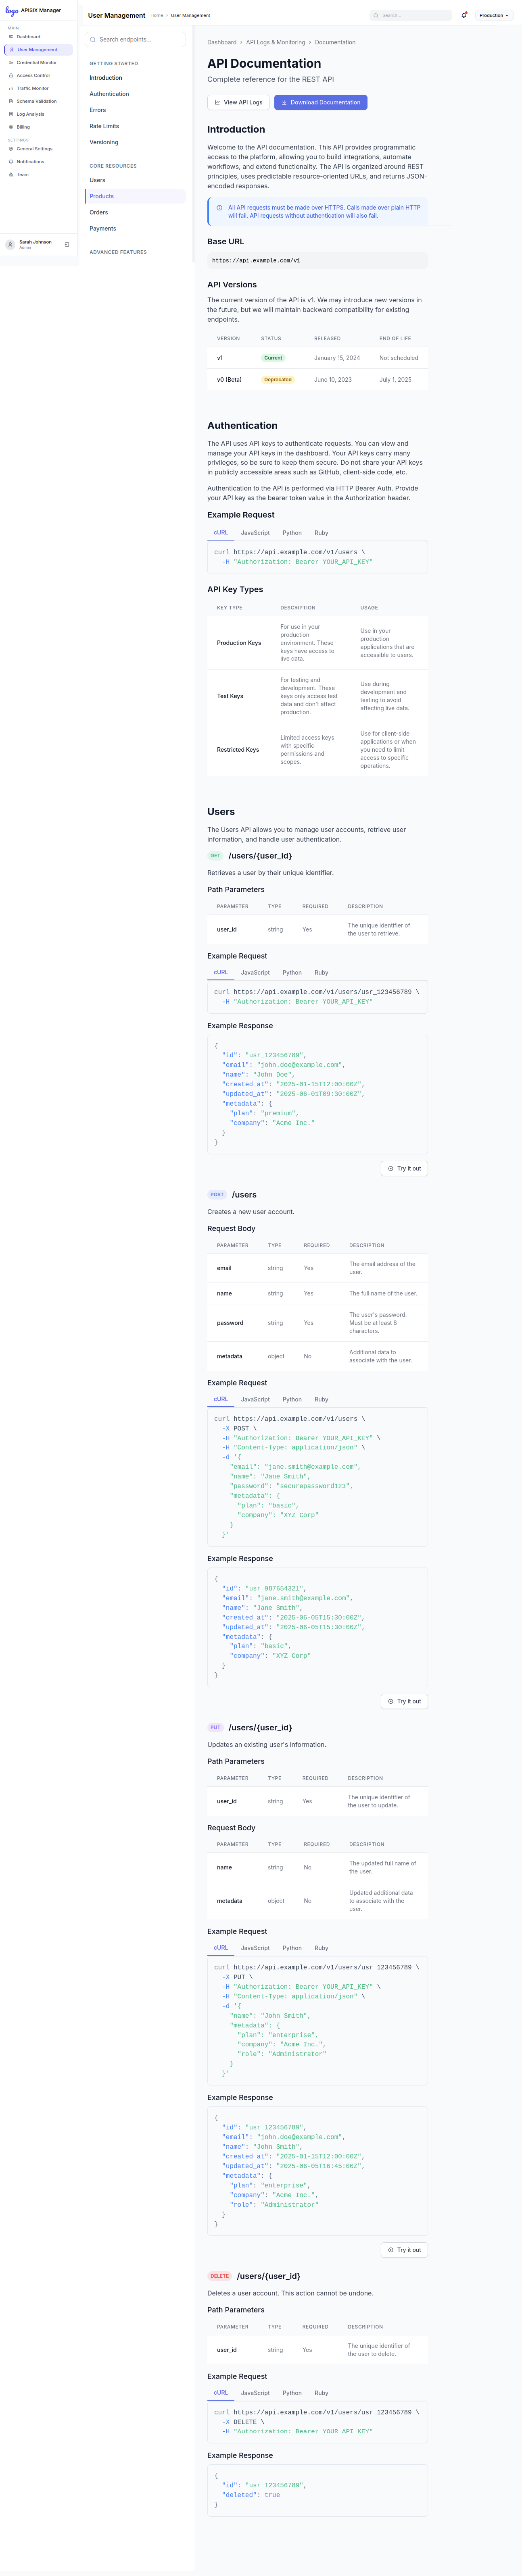 logo APISIX Manager
MAIN
Dashboard
User Management
Credential Monitor
Access Control
Traffic Monitor
Schema Validation
Log Analysis
Billing
SETTINGS
General Settings
Notifications
Team
Sarah Johnson
Admin
User Management Home > User Management
Search...
Production
Search endpoints...
GETTING STARTED
Introduction
Authentication
Errors
Rate Limits
Versioning
CORE RESOURCES
Users
Products
Orders
Payments
ADVANCED FEATURES
Dashboard > API Logs & Monitoring > Documentation
API Documentation
Complete reference for the REST API
View API Logs Download Documentation
Introduction
Welcome to the API documentation. This API provides programmatic
access to the platform, allowing you to build integrations, automate
workflows, and extend functionality. The API is organized around REST
principles, uses predictable resource-oriented URLs, and returns JSON-
encoded responses.
All API requests must be made over HTTPS. Calls made over plain HTTP
will fail. API requests without authentication will also fail.
Base URL
https://api.example.com/v1
API Versions
The current version of the API is v1. We may introduce new versions in
the future, but we will maintain backward compatibility for existing
endpoints.
VERSION STATUS RELEASED END OF LIFE
v1 Current January 15, 2024 Not scheduled
v0 (Beta) Deprecated June 10, 2023 July 1, 2025
Authentication
The API uses API keys to authenticate requests. You can view and
manage your API keys in the dashboard. Your API keys carry many
privileges, so be sure to keep them secure. Do not share your API keys
in publicly accessible areas such as GitHub, client-side code, etc.
Authentication to the API is performed via HTTP Bearer Auth. Provide
your API key as the bearer token value in the Authorization header.
Example Request
cURL JavaScript Python Ruby
curl https://api.example.com/v1/users \
-H "Authorization: Bearer YOUR_API_KEY"
API Key Types
KEY TYPE DESCRIPTION USAGE
Production Keys For use in your production environment. These keys have access to live data. Use in your production applications that are accessible to users.
Test Keys For testing and development. These keys only access test data and don't affect production. Use during development and testing to avoid affecting live data.
Restricted Keys Limited access keys with specific permissions and scopes. Use for client-side applications or when you need to limit access to specific operations.
Users
The Users API allows you to manage user accounts, retrieve user
information, and handle user authentication.
GET /users/{user_id}
Retrieves a user by their unique identifier.
Path Parameters
PARAMETER TYPE REQUIRED DESCRIPTION
user_id string Yes The unique identifier of the user to retrieve.
Example Request
cURL JavaScript Python Ruby
curl https://api.example.com/v1/users/usr_123456789 \
-H "Authorization: Bearer YOUR_API_KEY"
Example Response
{
"id": "usr_123456789",
"email": "john.doe@example.com",
"name": "John Doe",
"created_at": "2025-01-15T12:00:00Z",
"updated_at": "2025-06-01T09:30:00Z",
"metadata": {
"plan": "premium",
"company": "Acme Inc."
}
}
Try it out
POST /users
Creates a new user account.
Request Body
PARAMETER TYPE REQUIRED DESCRIPTION
email string Yes The email address of the user.
name string Yes The full name of the user.
password string Yes The user's password. Must be at least 8 characters.
metadata object No Additional data to associate with the user.
Example Request
cURL JavaScript Python Ruby
curl https://api.example.com/v1/users \
-X POST \
-H "Authorization: Bearer YOUR_API_KEY" \
-H "Content-Type: application/json" \
-d '{
"email": "jane.smith@example.com",
"name": "Jane Smith",
"password": "securepassword123",
"metadata": {
"plan": "basic",
"company": "XYZ Corp"
}
}'
Example Response
{
"id": "usr_987654321",
"email": "jane.smith@example.com",
"name": "Jane Smith",
"created_at": "2025-06-05T15:30:00Z",
"updated_at": "2025-06-05T15:30:00Z",
"metadata": {
"plan": "basic",
"company": "XYZ Corp"
}
}
Try it out
PUT /users/{user_id}
Updates an existing user's information.
Path Parameters
PARAMETER TYPE REQUIRED DESCRIPTION
user_id string Yes The unique identifier of the user to update.
Request Body
PARAMETER TYPE REQUIRED DESCRIPTION
name string No The updated full name of the user.
metadata object No Updated additional data to associate with the user.
Example Request
cURL JavaScript Python Ruby
curl https://api.example.com/v1/users/usr_123456789 \
-X PUT \
-H "Authorization: Bearer YOUR_API_KEY" \
-H "Content-Type: application/json" \
-d '{
"name": "John Smith",
"metadata": {
"plan": "enterprise",
"company": "Acme Inc.",
"role": "Administrator"
}
}'
Example Response
{
"id": "usr_123456789",
"email": "john.doe@example.com",
"name": "John Smith",
"created_at": "2025-01-15T12:00:00Z",
"updated_at": "2025-06-05T16:45:00Z",
"metadata": {
"plan": "enterprise",
"company": "Acme Inc.",
"role": "Administrator"
}
}
Try it out
DELETE /users/{user_id}
Deletes a user account. This action cannot be undone.
Path Parameters
PARAMETER TYPE REQUIRED DESCRIPTION
user_id string Yes The unique identifier of the user to delete.
Example Request
cURL JavaScript Python Ruby
curl https://api.example.com/v1/users/usr_123456789 \
-X DELETE \
-H "Authorization: Bearer YOUR_API_KEY"
Example Response
{
"id": "usr_123456789",
"deleted": true
}